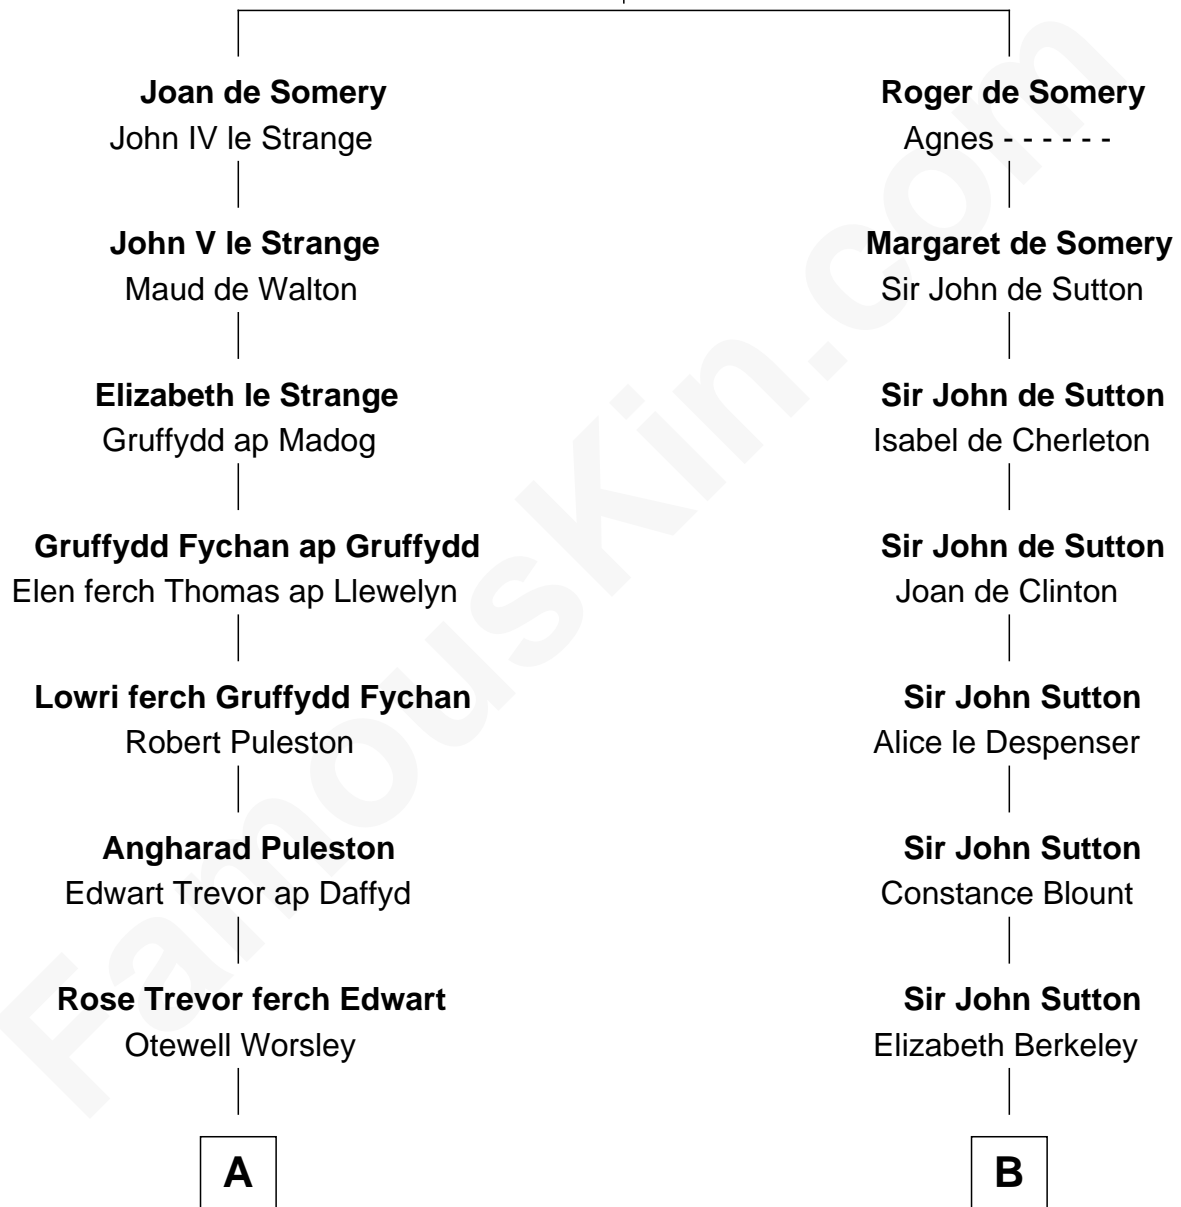 Joan de Somery
John IV le Strange
John V le Strange
Maud de Walton
Elizabeth le Strange
Gruffydd ap Madog
Gruffydd Fychan ap Gruffydd
Elen ferch Thomas ap Llewelyn
Lowri ferch Gruffydd Fychan
Robert Puleston
Angharad Puleston
Edwart Trevor ap Daffyd
Rose Trevor ferch Edwart
Otewell Worsley
A
Roger de Somery
Agnes - - - - - -
Margaret de Somery
Sir John de Sutton
Sir John de Sutton
Isabel de Cherleton
Sir John de Sutton
Joan de Clinton
Sir John Sutton
Alice le Despenser
Sir John Sutton
Constance Blount
Sir John Sutton
Elizabeth Berkeley
B
FamousKin.com